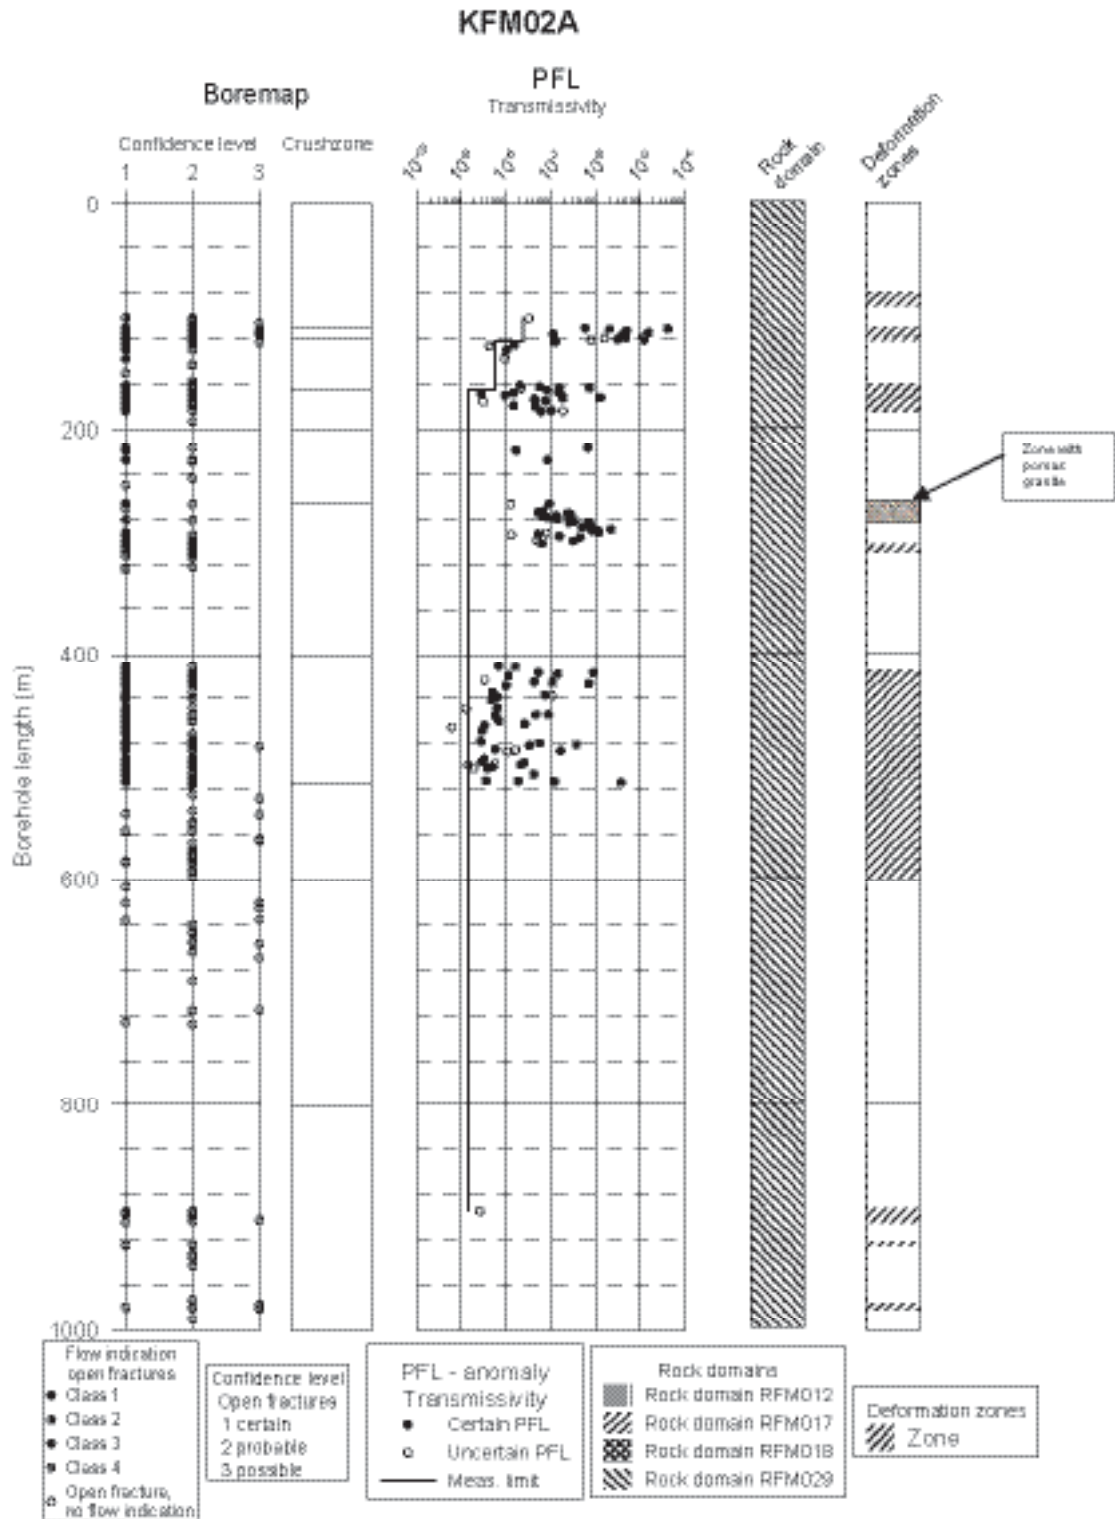 KFM02A
Boremap
PFL
Transmissivity
Confidence level
Crushzone
1
2
3
Rock
domain
Deformation
zones
0
200
400
600
800
1000
Borehole length (m)
Zone with
porous
granite
Flow indication
open fractures
Class 1
Class 2
Class 3
Class 4
Open fracture,
no flow indication
Confidence level
Open fractures
1 certain
2 probable
3 possible
PFL - anomaly
Transmissivity
Certain PFL
Uncertain PFL
Meas. limit
Rock domains
Rock domain RFM012
Rock domain RFM017
Rock domain RFM018
Rock domain RFM029
Deformation zones
Zone